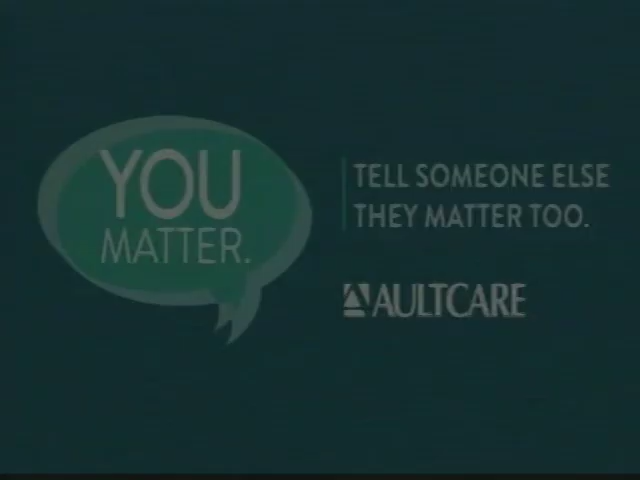 YOU
MATTER.
TELL SOMEONE ELSE
THEY MATTER TOO.
AULTCARE